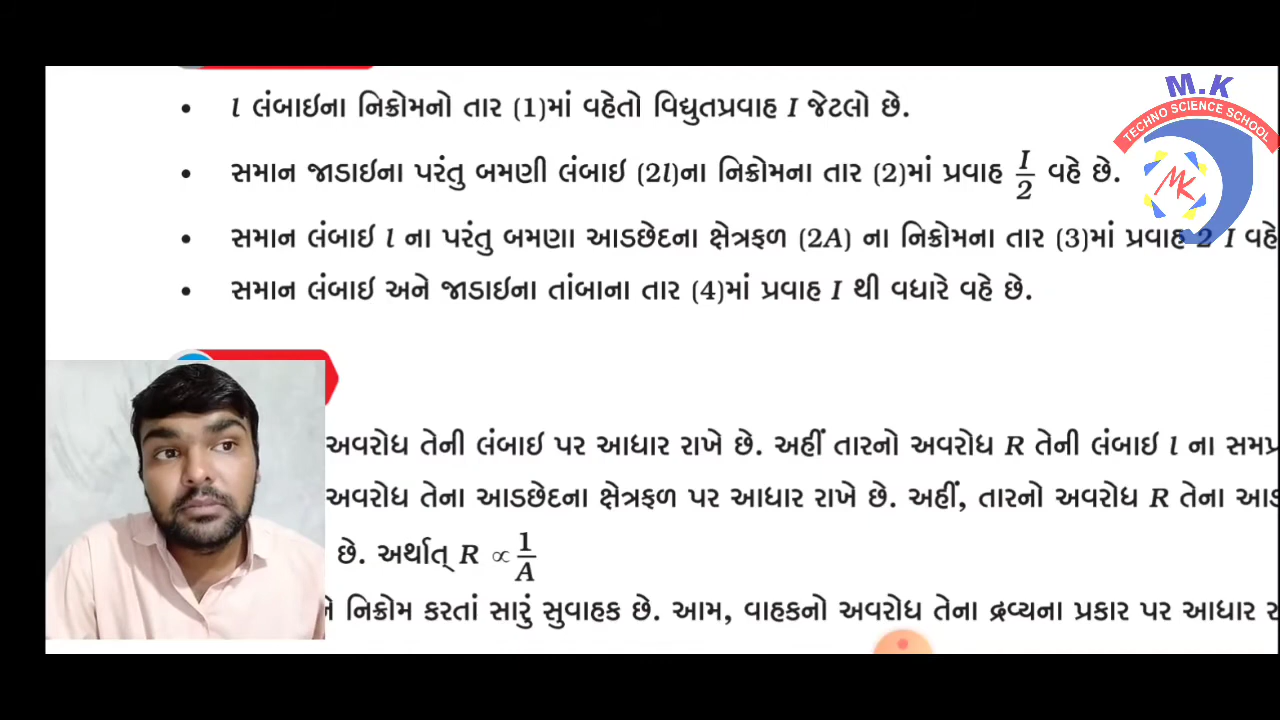 M.K
TECHNO SCIENCE SCHOOL
MK
• l લંબાઇના નિક્રોમનો તાર (1)માં વહેતો વિદ્યુતપ્રવાહ I જેટલો છે.
• સમાન જાડાઇના પરંતુ બમણી લંબાઇ (2l)ના નિક્રોમના તાર (2)માં પ્રવાહ I/2 વહે છે.
• સમાન લંબાઇ l ના પરંતુ બમણા આડછેદના ક્ષેત્રફળ (2A) ના નિક્રોમના તાર (3)માં પ્રવાહ 2 I વહે
• સમાન લંબાઇ અને જાડાઇના તાંબાના તાર (4)માં પ્રવાહ I થી વધારે વહે છે.
અવરોધ તેની લંબાઇ પર આધાર રાખે છે. અહીં તારનો અવરોધ R તેની લંબાઇ l ના
અવરોધ તેના આડછેદના ક્ષેત્રફળ પર આધાર રાખે છે. અહીં, તારનો અવરોધ R તેના
છે. અર્થાત્ R ∝ 1/A
નિક્રોમ કરતાં સારું સુવાહક છે. આમ, વાહકનો અવરોધ તેના દ્રવ્યના પ્રકાર પર આધાર